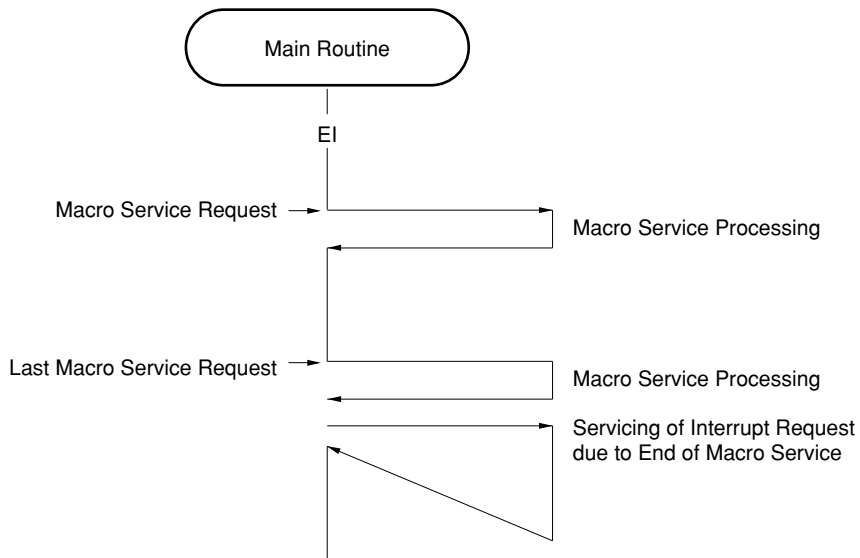 Main Routine
EI
Macro Service Request
Macro Service Processing
Last Macro Service Request
Macro Service Processing
Servicing of Interrupt Request
due to End of Macro Service